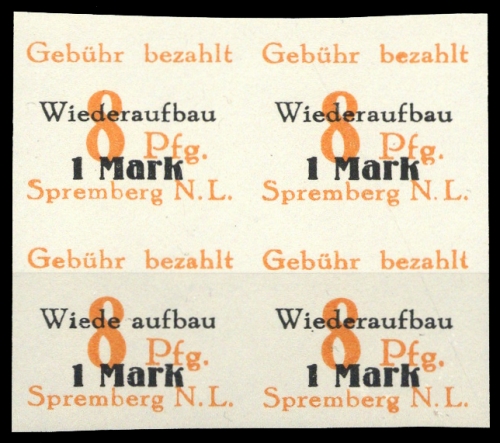 Gebühr bezahlt Gebühr bezahlt
Wiederaufbau Wiederaufbau
8 Pfg. 8 Pfg.
1 Mark 1 Mark
Spremberg N.L. Spremberg N.L.
Gebühr bezahlt Gebühr bezahlt
Wiede aufbau Wiederaufbau
8 Pfg. 8 Pfg.
1 Mark 1 Mark
Spremberg N.L. Spremberg N.L.